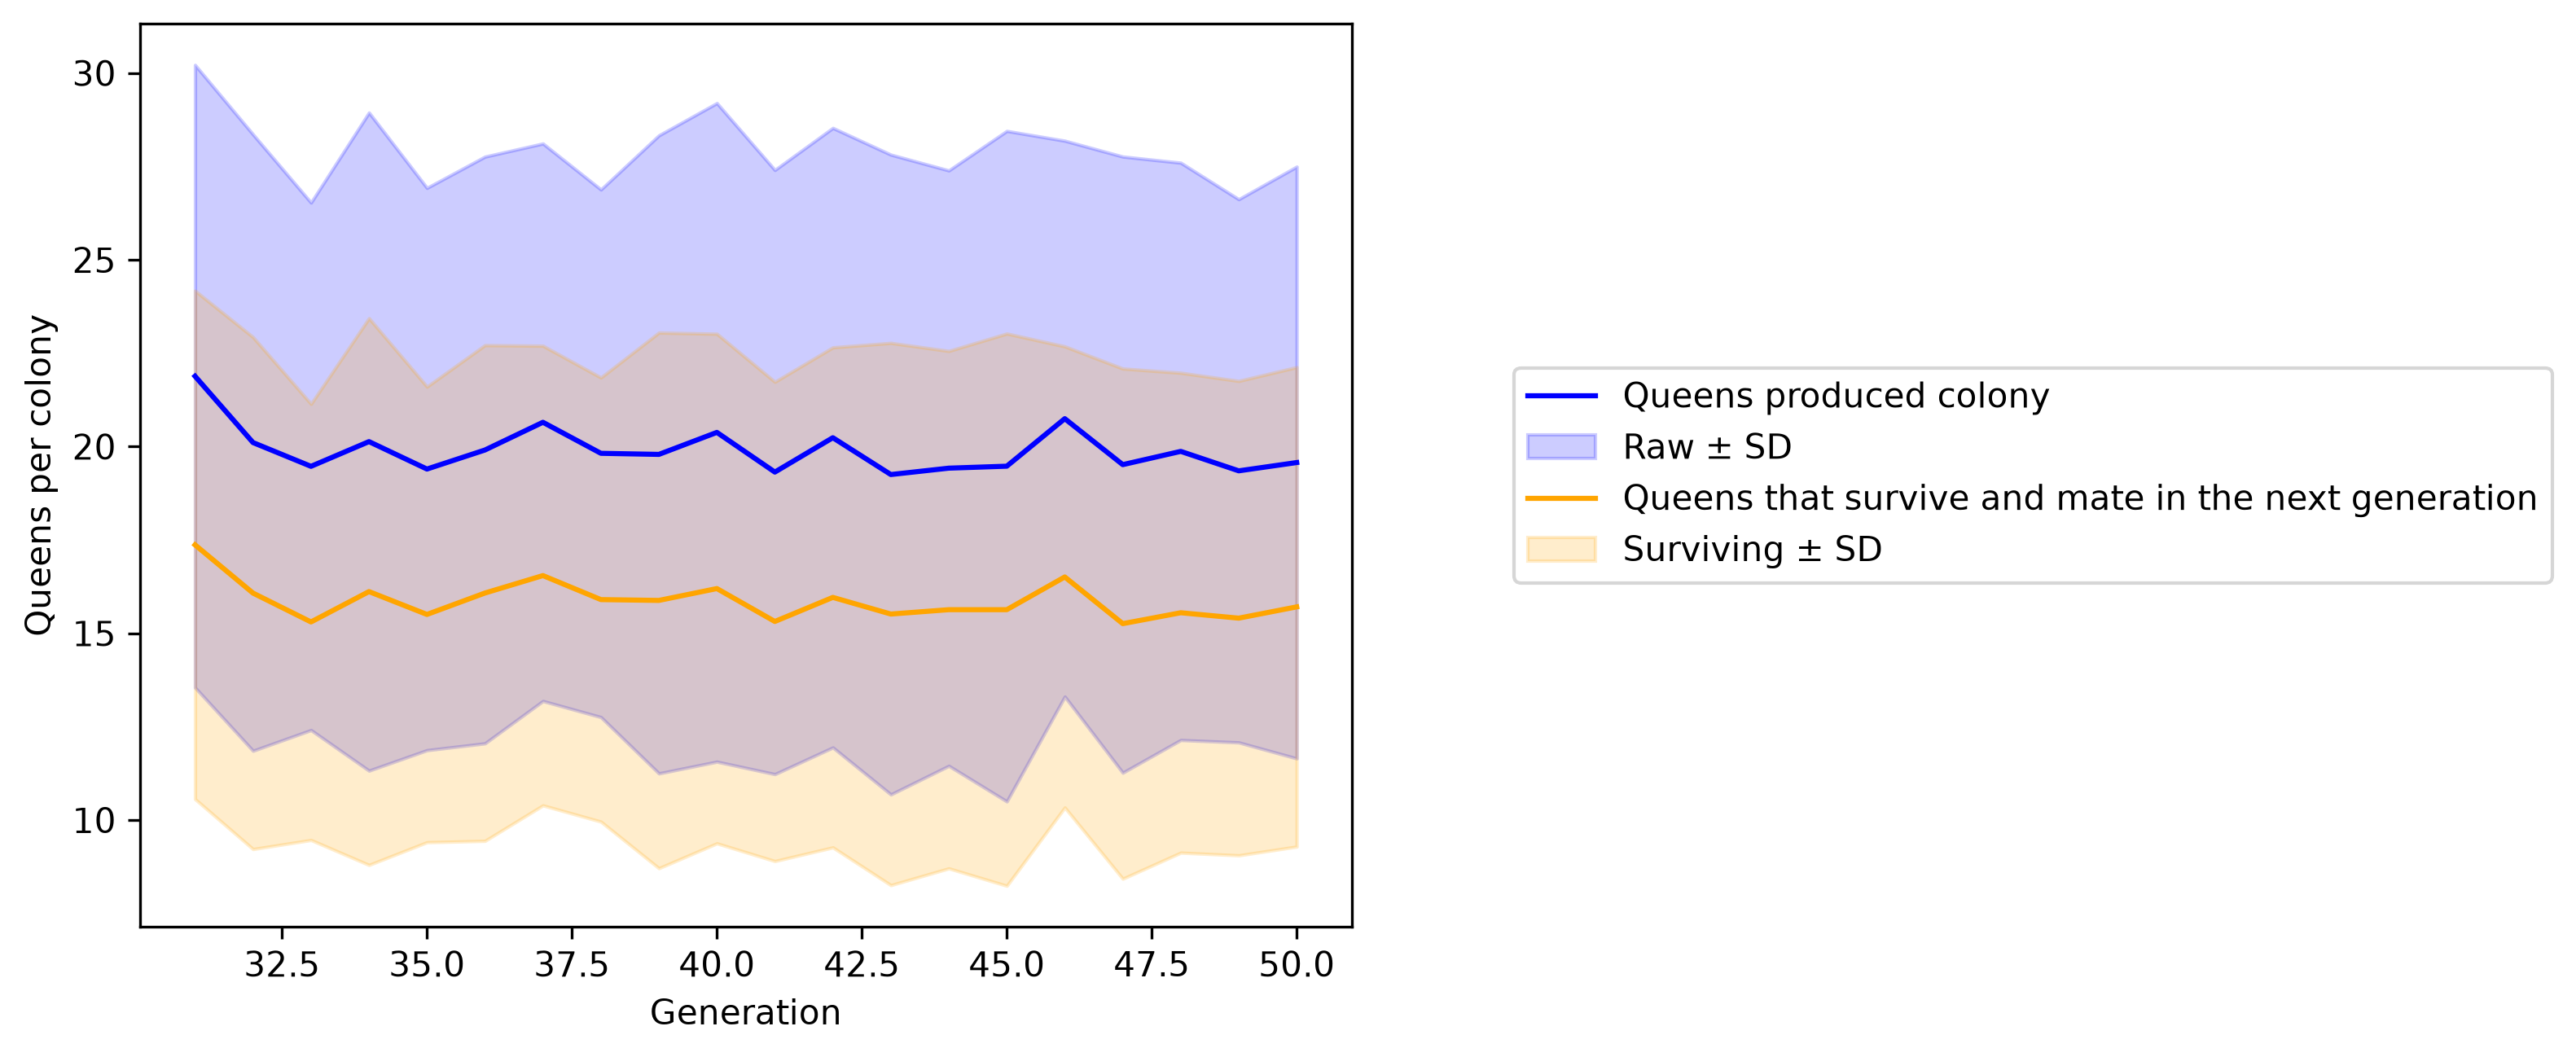 30
25
20
15
10
Queens per colony
32.5 35.0 37.5 40.0 42.5 45.0 47.5 50.0
Generation
Queens produced colony
Raw ± SD
Queens that survive and mate in the next generation
Surviving ± SD